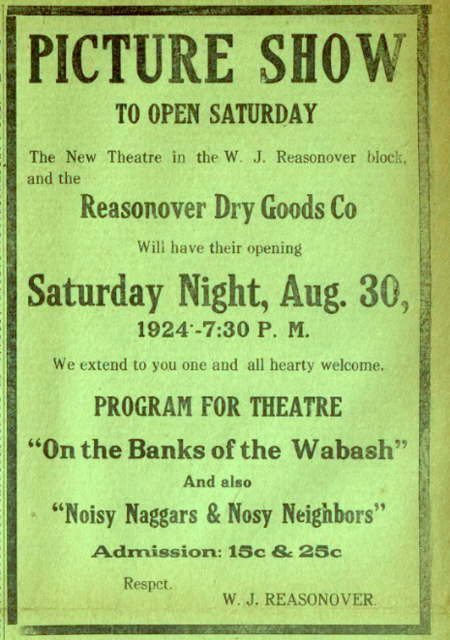 PICTURE SHOW
TO OPEN SATURDAY
The New Theatre in the W. J. Reasonover block,
and the
Reasonover Dry Goods Co
Will have their opening
Saturday Night, Aug. 30,
1924-7:30 P. M.
We extend to you one and all hearty welcome.
PROGRAM FOR THEATRE
"On the Banks of the Wabash"
And also
"Noisy Naggars & Nosy Neighbors"
Admission: 15c & 25c
Respct.
W. J. REASONOVER.